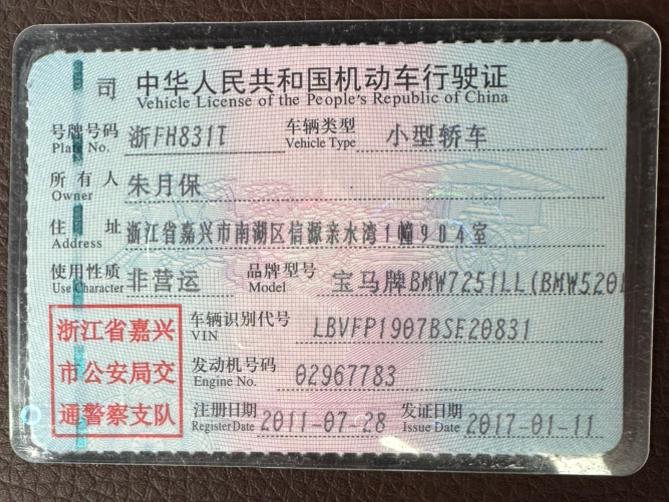 司 中华人民共和国机动车行驶证
Vehicle License of the People's Republic of China
号牌号码 浙FH831T 车辆类型 小型轿车
Plate No. Vehicle Type
所有人 朱月保
Owner
住址 浙江省嘉兴市南湖区信源亲水湾1幢904室
Address
使用性质 非营运 品牌型号 宝马牌BMW7251LL(BMW520
Use Character Model
浙江省嘉兴 车辆识别代号 LBVFP1907BSE20831
VIN
市公安局交 发动机号码 02967783
Engine No.
通警察支队 注册日期 2011-07-28 发证日期 2017-01-11
Register Date Issue Date